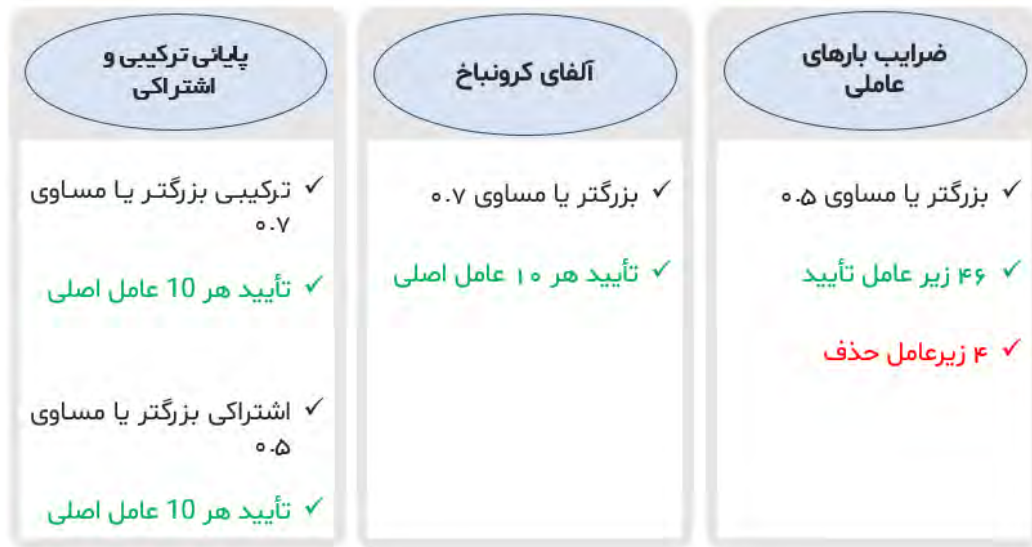 ضرایب بارهای
عاملی
✓ بزرگتر یا مساوی ۰.۵
✓ ۴۶ زیر عامل تأیید
✓ ۴ زیرعامل حذف
آلفای کرونباخ
✓ بزرگتر یا مساوی ۰.۷
✓ تأیید هر ۱۰ عامل اصلی
پایائی ترکیبی و
اشتراکی
✓ ترکیبی بزرگتر یا مساوی
۰.۷
✓ تأیید هر 10 عامل اصلی
✓ اشتراکی بزرگتر یا مساوی
۰.۵
✓ تأیید هر 10 عامل اصلی